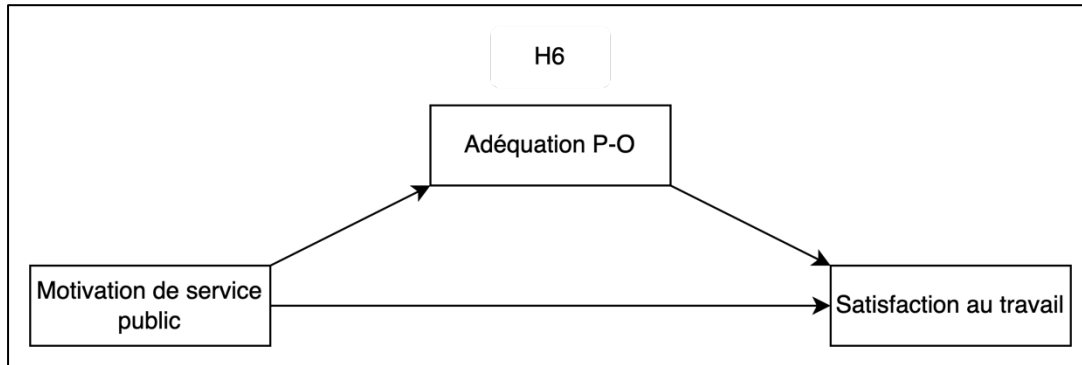 H6
Adéquation P-O
Motivation de service
public
Satisfaction au travail